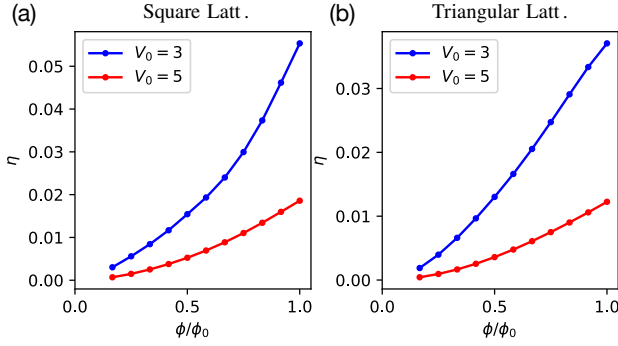 (a) Square Latt.
V₀ = 3
V₀ = 5
0.05
0.04
0.03
0.02
0.01
0.00
η
0.0 0.5 1.0
ϕ/ϕ₀
(b) Triangular Latt.
V₀ = 3
V₀ = 5
0.03
0.02
0.01
0.00
η
0.0 0.5 1.0
ϕ/ϕ₀